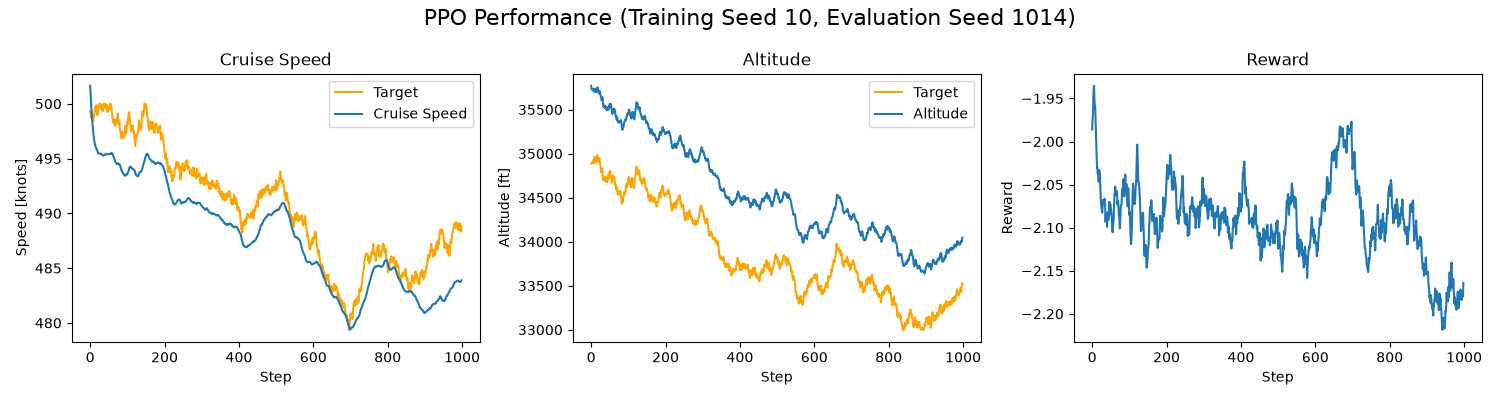 PPO Performance (Training Seed 10, Evaluation Seed 1014)
Cruise Speed
Speed [knots]
500
495
490
485
480
0 200 400 600 800 1000
Step
Target
Cruise Speed
Altitude
Altitude [ft]
35500
35000
34500
34000
33500
33000
0 200 400 600 800 1000
Step
Target
Altitude
Reward
Reward
−1.95
−2.00
−2.05
−2.10
−2.15
−2.20
0 200 400 600 800 1000
Step